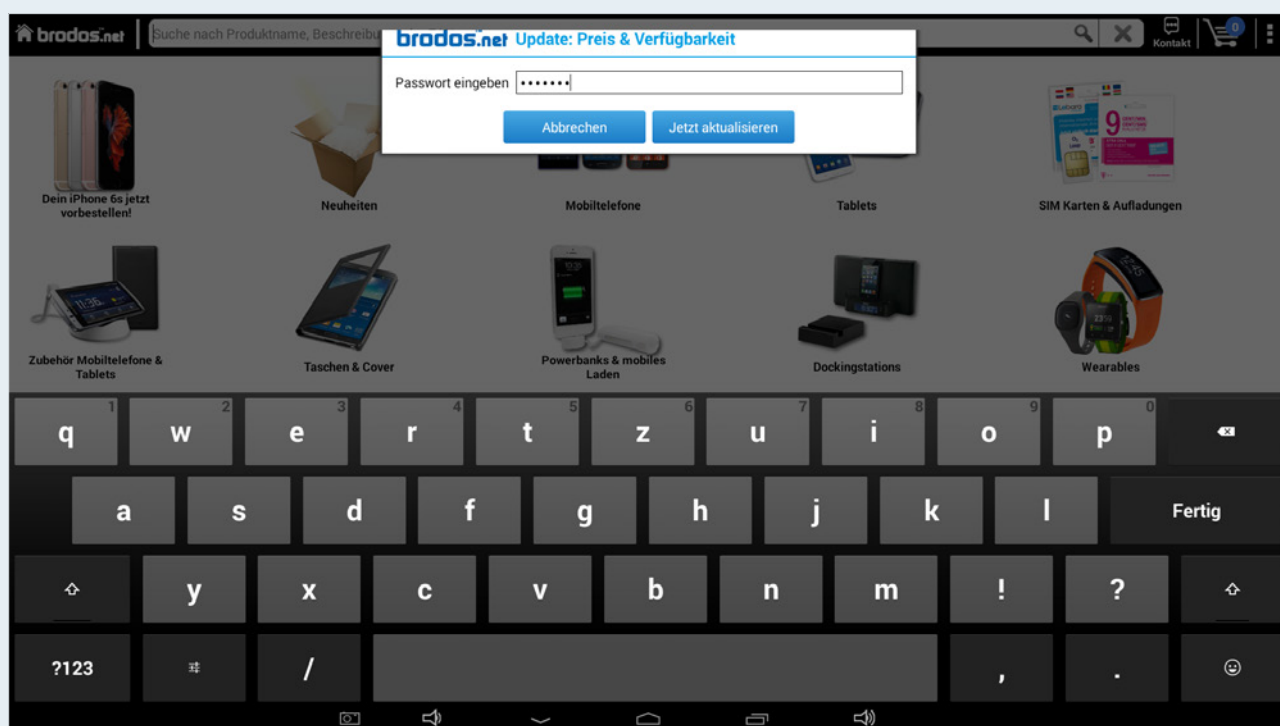 brodos.net
Suche nach Produktname, Beschreibu
Kontakt
0
brodos.net Update: Preis & Verfügbarkeit
Passwort eingeben
•••••••
Abbrechen
Jetzt aktualisieren
Dein iPhone 6s jetzt
vorbestellen!
Neuheiten
Mobiltelefone
Tablets
SIM Karten & Aufladungen
Zubehör Mobiltelefone &
Tablets
Taschen & Cover
Powerbanks & mobiles
Laden
Dockingstations
Wearables
1 2 3 4 5 6 7 8 9 0
q w e r t z u i o p
a s d f g h j k l Fertig
y x c v b n m ! ?
?123 / , .